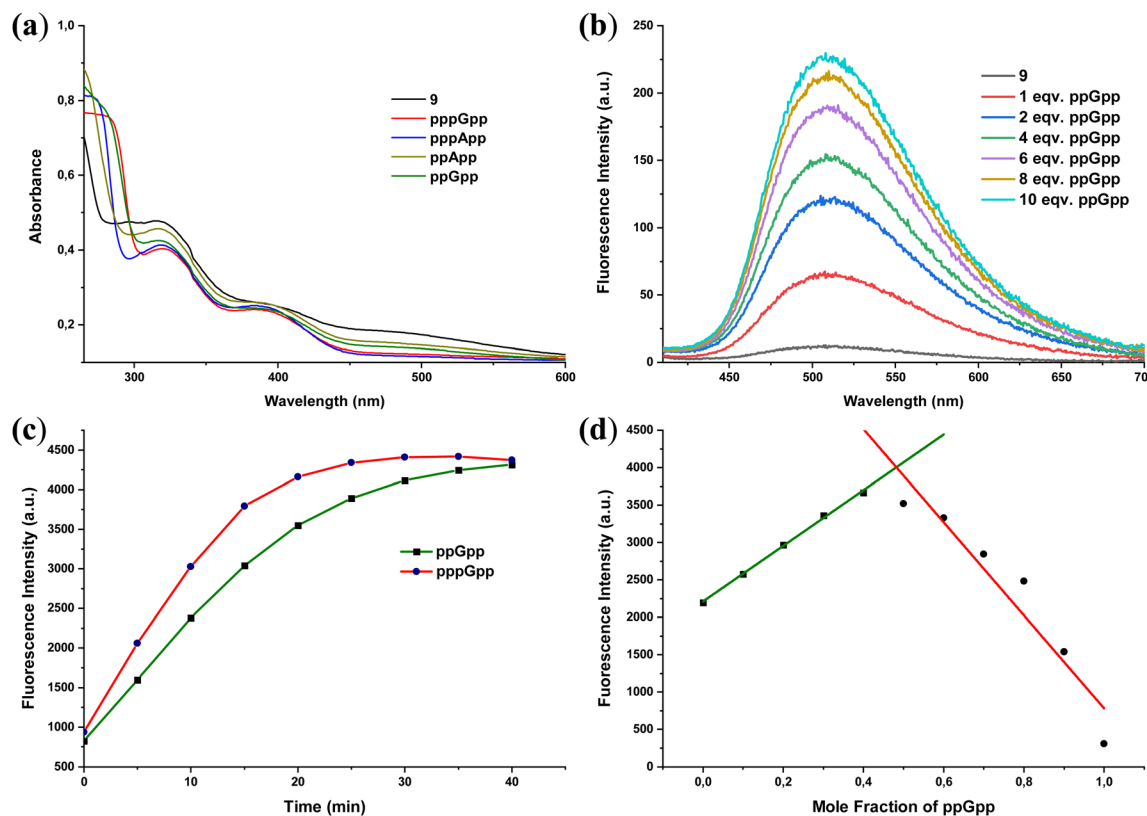 (a)
1,0
0,8
0,6
0,4
0,2
Absorbance
9
pppGpp
pppApp
ppApp
ppGpp
300
400
500
600
Wavelength (nm)
(b)
250
200
150
100
50
0
Fluorescence Intensity (a.u.)
9
1 eqv. ppGpp
2 eqv. ppGpp
4 eqv. ppGpp
6 eqv. ppGpp
8 eqv. ppGpp
10 eqv. ppGpp
450
500
550
600
650
700
Wavelength (nm)
(c)
4500
4000
3500
3000
2500
2000
1500
1000
500
Fluorescence Intensity (a.u.)
ppGpp
pppGpp
0
10
20
30
40
Time (min)
(d)
4500
4000
3500
3000
2500
2000
1500
1000
500
0
Fuorescence Intensity (a.u.)
0,0
0,2
0,4
0,6
0,8
1,0
Mole Fraction of ppGpp